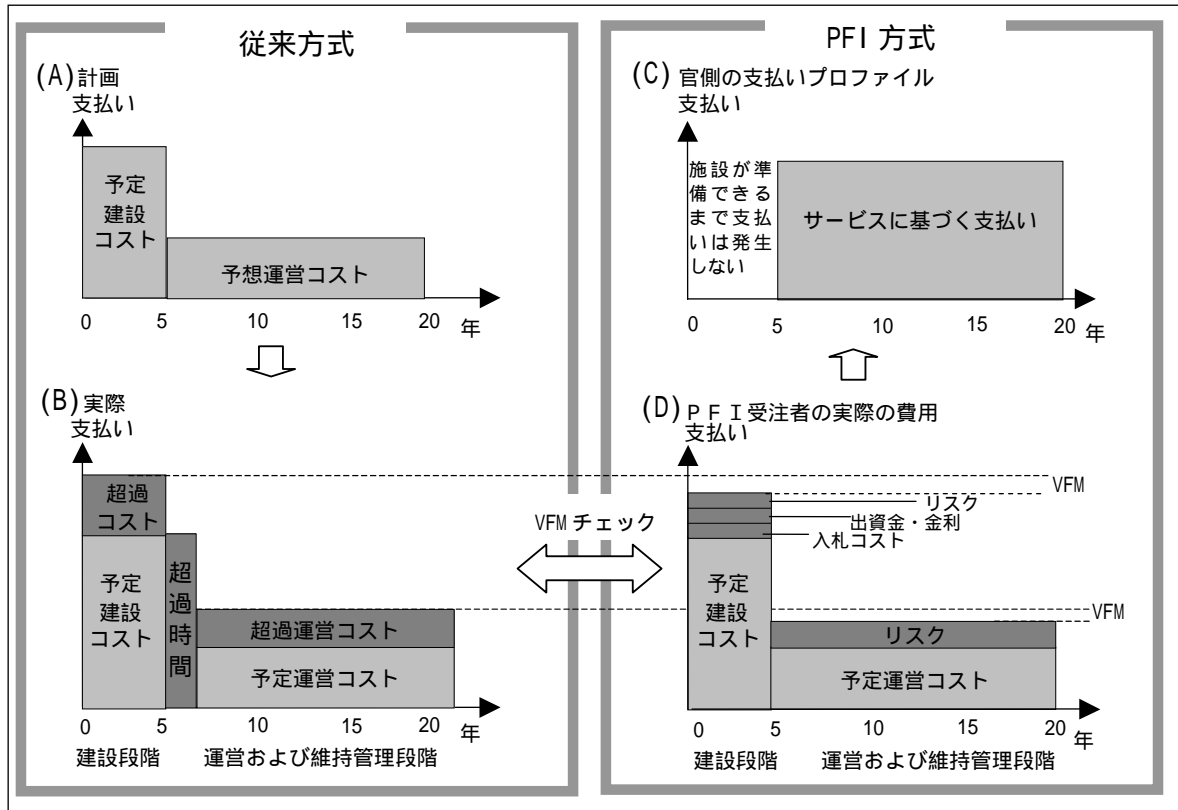 従来方式
(A)計画
支払い
予定
建設
コスト
予想運営コスト
0 5 10 15 20 年
(B)実際
支払い
超過
コスト
予定
建設
コスト
超過時間
超過運営コスト
予定運営コスト
0 5 10 15 20 年
建設段階 運営および維持管理段階
VFM チェック
PFI 方式
(C) 官側の支払いプロファイル
支払い
施設が準
備できる
まで支払
いは発生
しない
サービスに基づく支払い
0 5 10 15 20 年
(D)PFI受注者の実際の費用
支払い
VFM
リスク
出資金・金利
入札コスト
予定
建設
コスト
VFM
リスク
予定運営コスト
0 5 10 15 20 年
建設段階 運営および維持管理段階